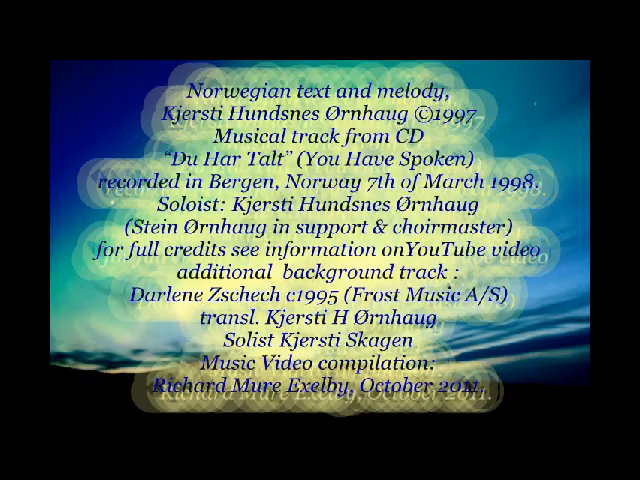 Norwegian text and melody,
Kjersti Hundsnes Ørnhaug ©1997
Musical track from CD
“Du Har Talt” (You Have Spoken)
recorded in Bergen, Norway 7th of March 1998.
Soloist: Kjersti Hundsnes Ørnhaug
(Stein Ørnhaug in support & choirmaster)
for full credits see information onYouTube video
additional background track :
Darlene Zschech c1995 (Frost Music A/S)
transl. Kjersti H Ørnhaug
Solist Kjersti Skagen
Music Video compilation:
Richard Mure Exelby, October 2011.